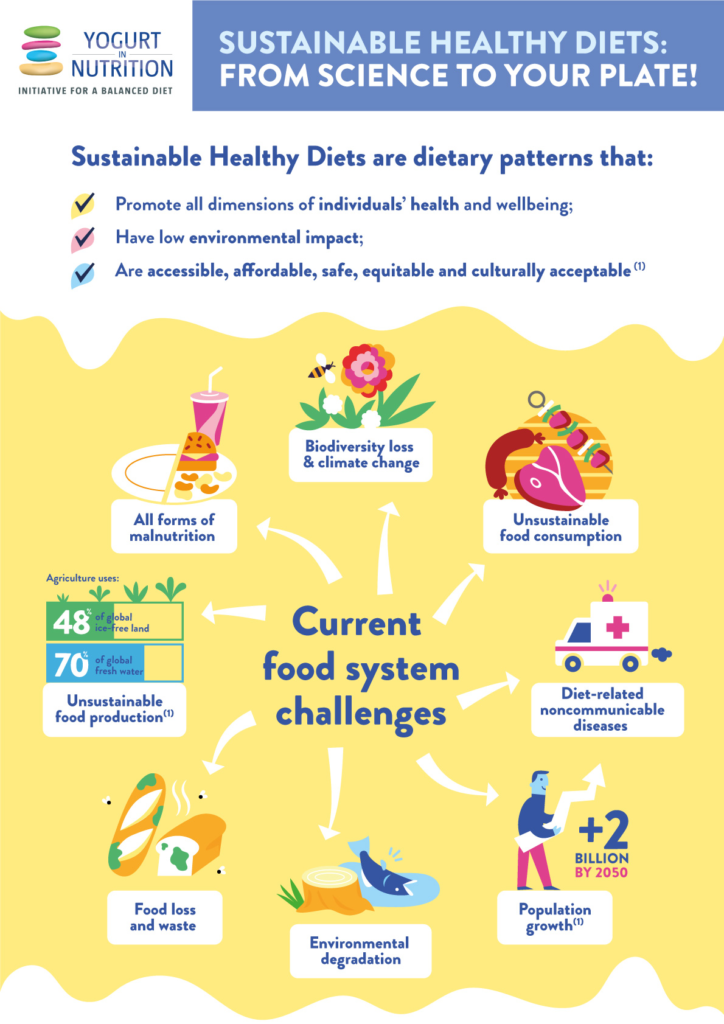 YOGURT
IN
NUTRITION
INITIATIVE FOR A BALANCED DIET
SUSTAINABLE HEALTHY DIETS:
FROM SCIENCE TO YOUR PLATE!
Sustainable Healthy Diets are dietary patterns that:
Promote all dimensions of individuals' health and wellbeing;
Have low environmental impact;
Are accessible, affordable, safe, equitable and culturally acceptable (1)
Biodiversity loss
& climate change
All forms of
malnutrition
Unsustainable
food consumption
Agriculture uses:
48% of global
ice-free land
70% of global
fresh water
Unsustainable
food production(1)
Current
food system
challenges
Diet-related
noncommunicable
diseases
+2
BILLION
BY 2050
Food loss
and waste
Environmental
degradation
Population
growth(1)